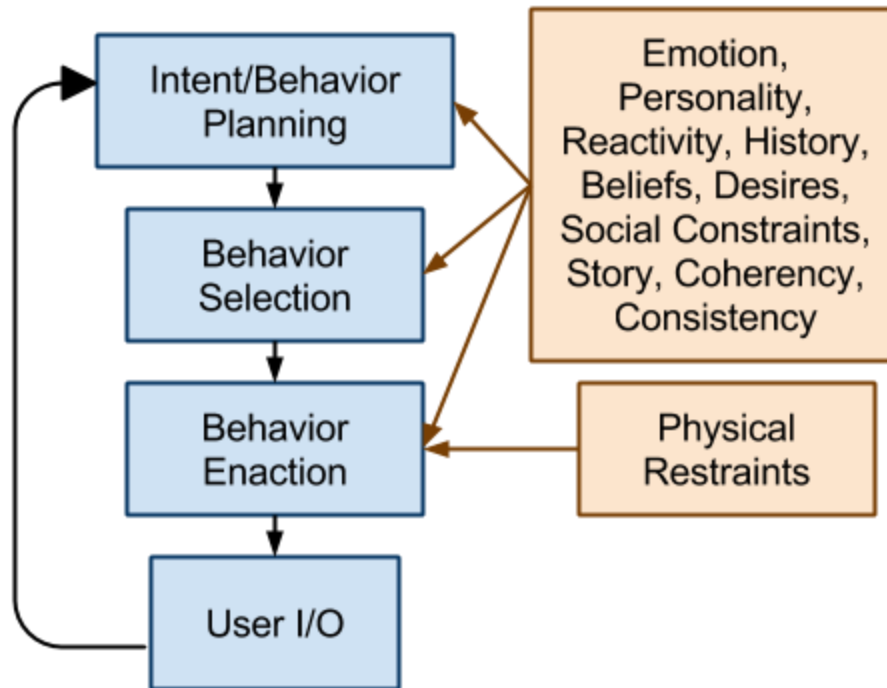 Intent/Behavior
Planning
Behavior
Selection
Behavior
Enaction
User I/O
Emotion,
Personality,
Reactivity, History,
Beliefs, Desires,
Social Constraints,
Story, Coherency,
Consistency
Physical
Restraints